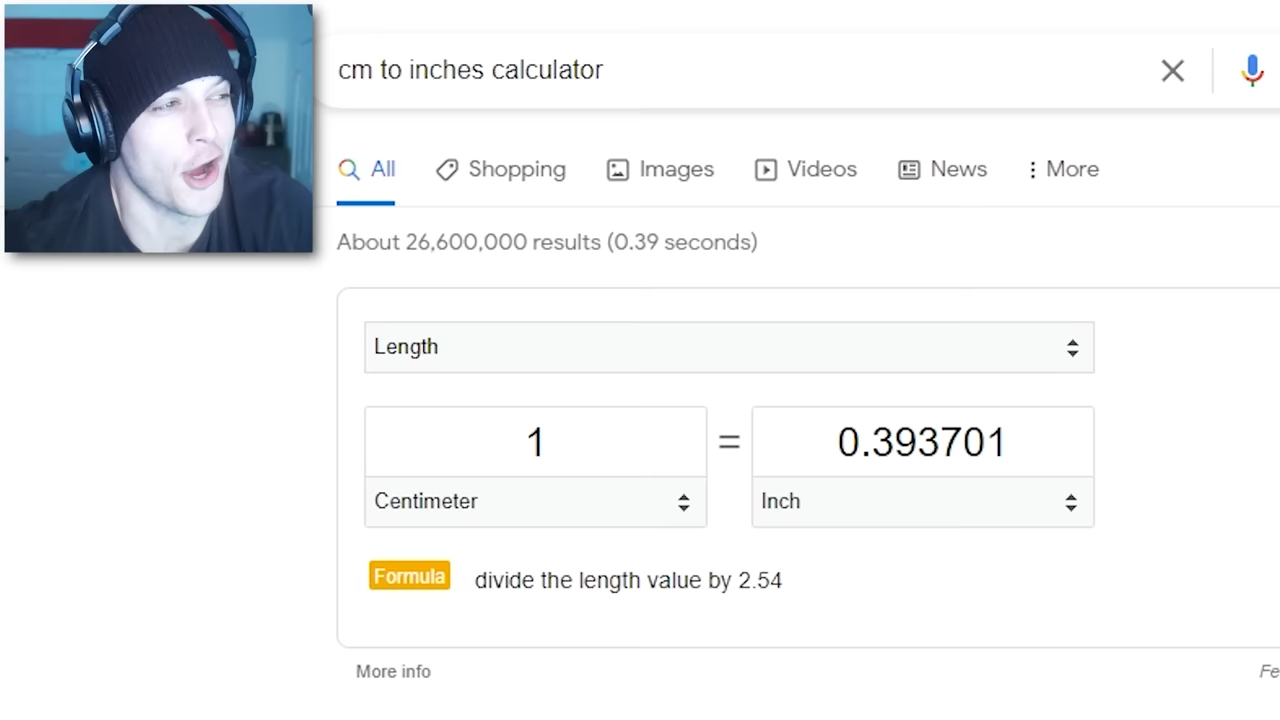 cm to inches calculator
All Shopping Images Videos News More
About 26,600,000 results (0.39 seconds)
Length
1 = 0.393701
Centimeter Inch
Formula divide the length value by 2.54
More info Fe